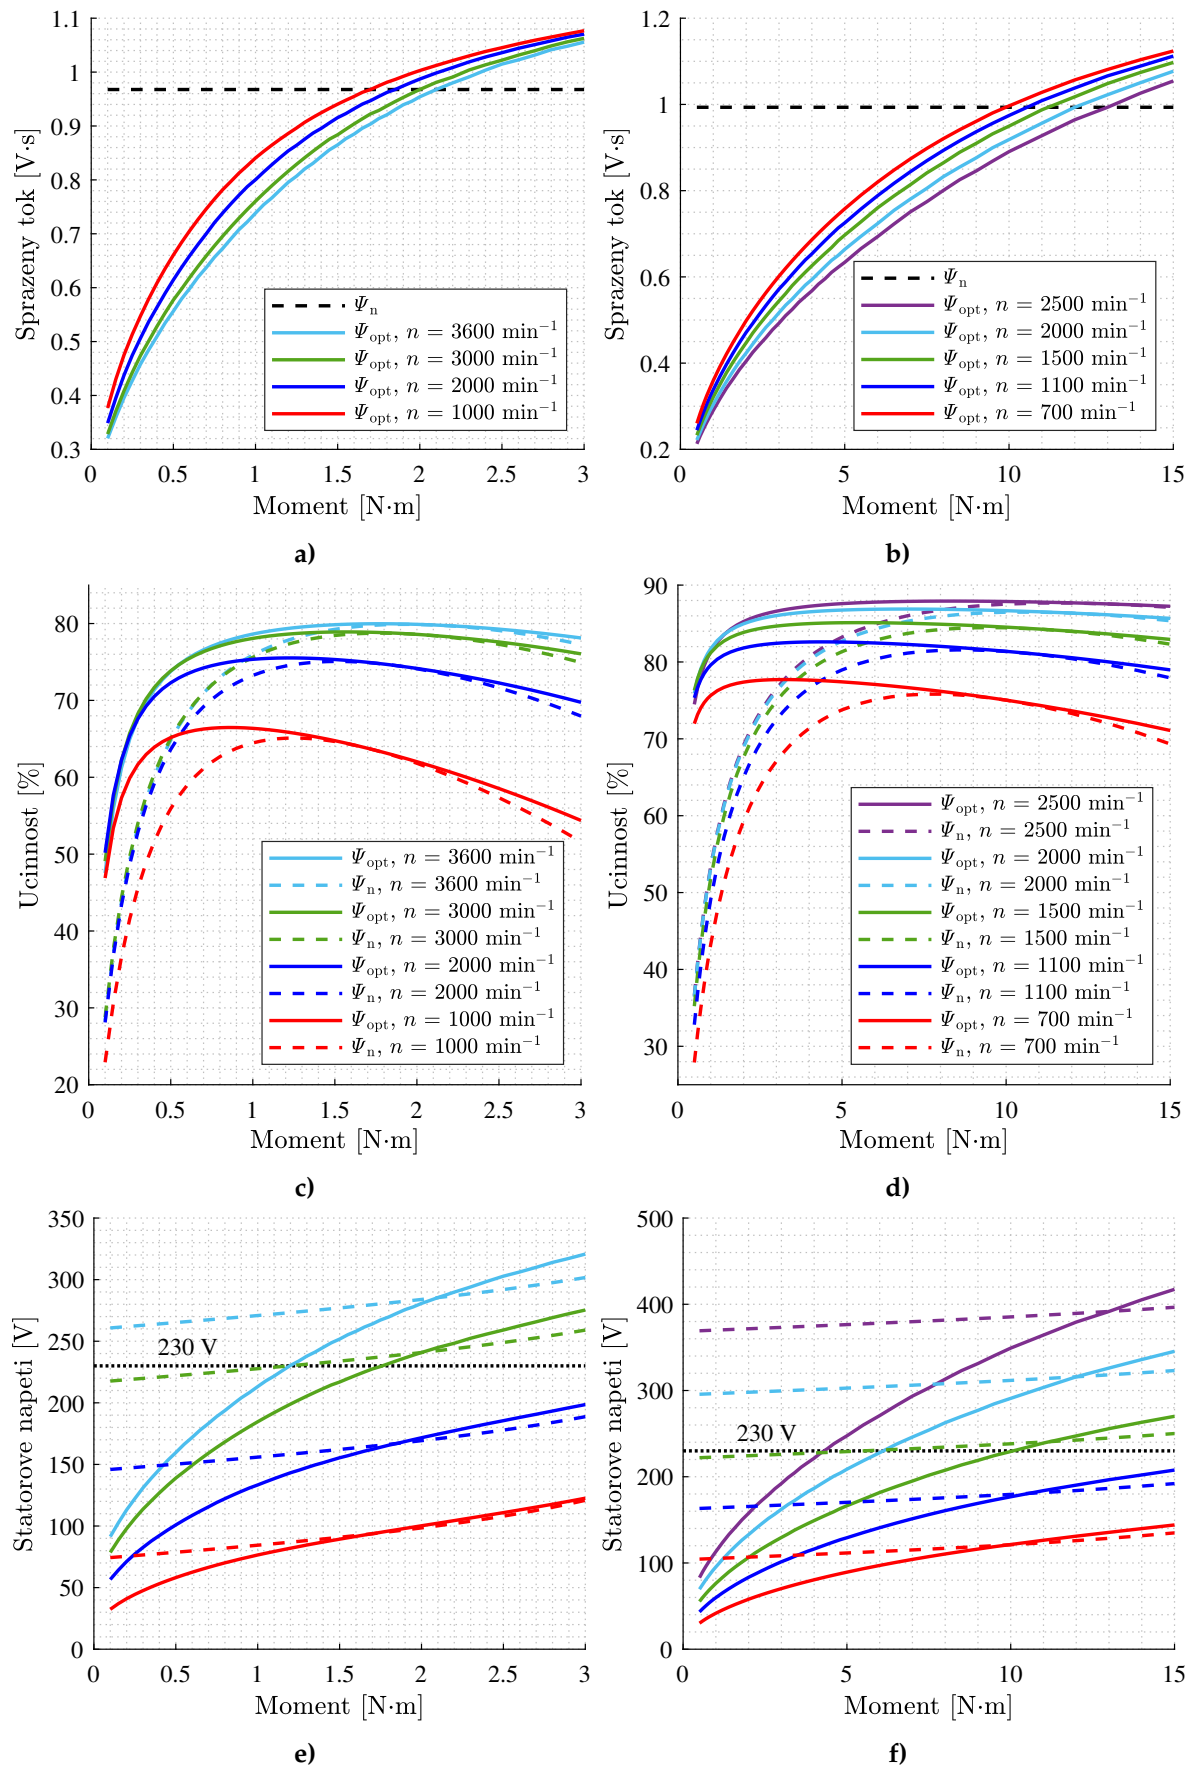 1.1
1
0.9
0.8
0.7
0.6
0.5
0.4
0.3
0 0.5 1 1.5 2 2.5 3
Sprazeny tok [V·s]
Moment [N·m]
Ψn
Ψopt, n = 3600 min−1
Ψopt, n = 3000 min−1
Ψopt, n = 2000 min−1
Ψopt, n = 1000 min−1
a)
1.2
1
0.8
0.6
0.4
0.2
0 5 10 15
Sprazeny tok [V·s]
Moment [N·m]
Ψn
Ψopt, n = 2500 min−1
Ψopt, n = 2000 min−1
Ψopt, n = 1500 min−1
Ψopt, n = 1100 min−1
Ψopt, n = 700 min−1
b)
80
70
60
50
40
30
20
0 0.5 1 1.5 2 2.5 3
Ucinnost [%]
Moment [N·m]
Ψopt, n = 3600 min−1
Ψn, n = 3600 min−1
Ψopt, n = 3000 min−1
Ψn, n = 3000 min−1
Ψopt, n = 2000 min−1
Ψn, n = 2000 min−1
Ψopt, n = 1000 min−1
Ψn, n = 1000 min−1
c)
90
80
70
60
50
40
30
0 5 10 15
Ucinnost [%]
Moment [N·m]
Ψopt, n = 2500 min−1
Ψn, n = 2500 min−1
Ψopt, n = 2000 min−1
Ψn, n = 2000 min−1
Ψopt, n = 1500 min−1
Ψn, n = 1500 min−1
Ψopt, n = 1100 min−1
Ψn, n = 1100 min−1
Ψopt, n = 700 min−1
Ψn, n = 700 min−1
d)
350
300
250
200
150
100
50
0
0 0.5 1 1.5 2 2.5 3
Statorove napeti [V]
Moment [N·m]
230 V
e)
500
400
300
200
100
0
0 5 10 15
Statorove napeti [V]
Moment [N·m]
230 V
f)